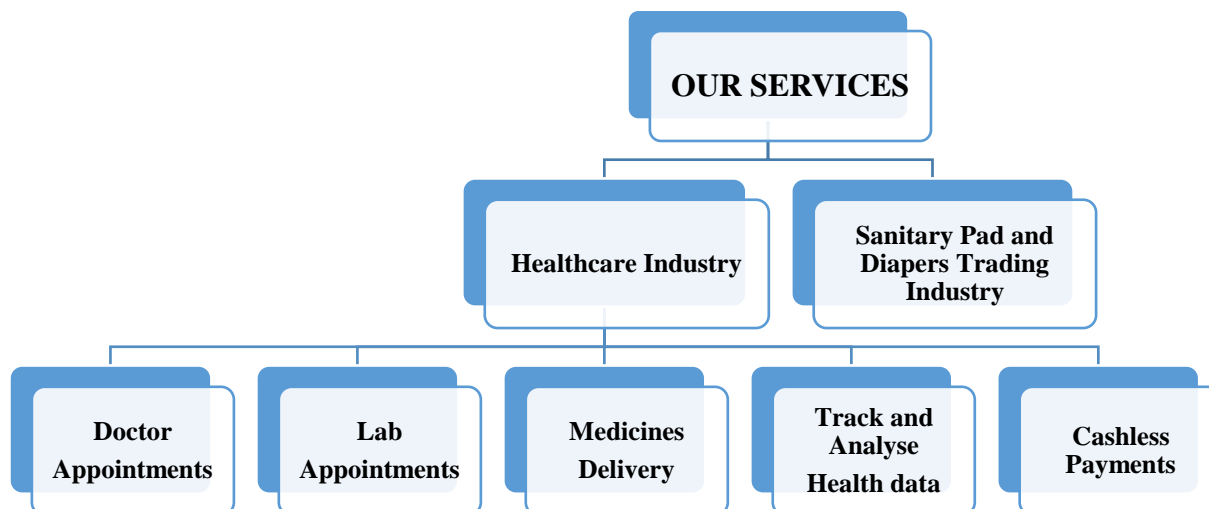 OUR SERVICES
Healthcare Industry
Sanitary Pad and
Diapers Trading
Industry
Doctor
Appointments
Lab
Appointments
Medicines
Delivery
Track and
Analyse
Health data
Cashless
Payments